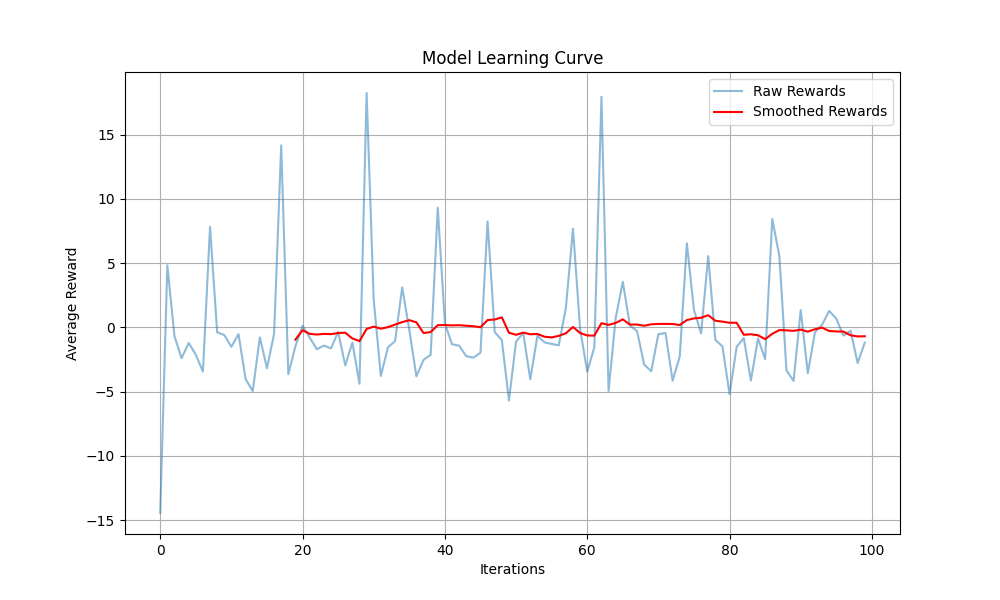 Model Learning Curve
Raw Rewards
Smoothed Rewards
Average Reward
15
10
5
0
−5
−10
−15
0 20 40 60 80 100
Iterations